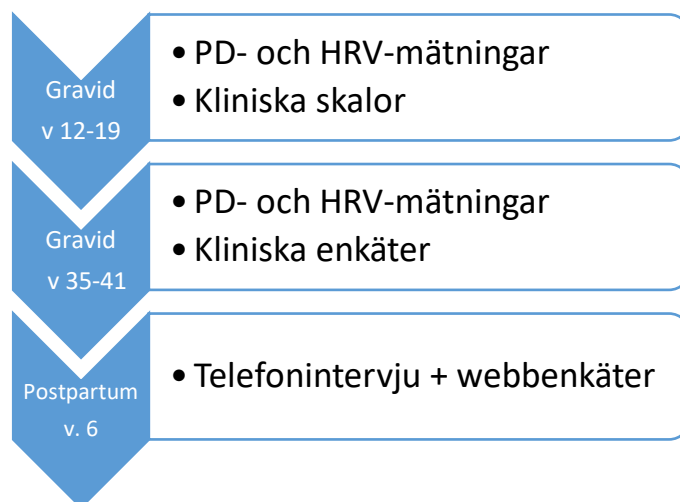 Gravid
v 12-19
• PD- och HRV-mätningar
• Kliniska skalor
Gravid
v 35-41
• PD- och HRV-mätningar
• Kliniska enkäter
Postpartum
v. 6
• Telefonintervju + webbenkäter